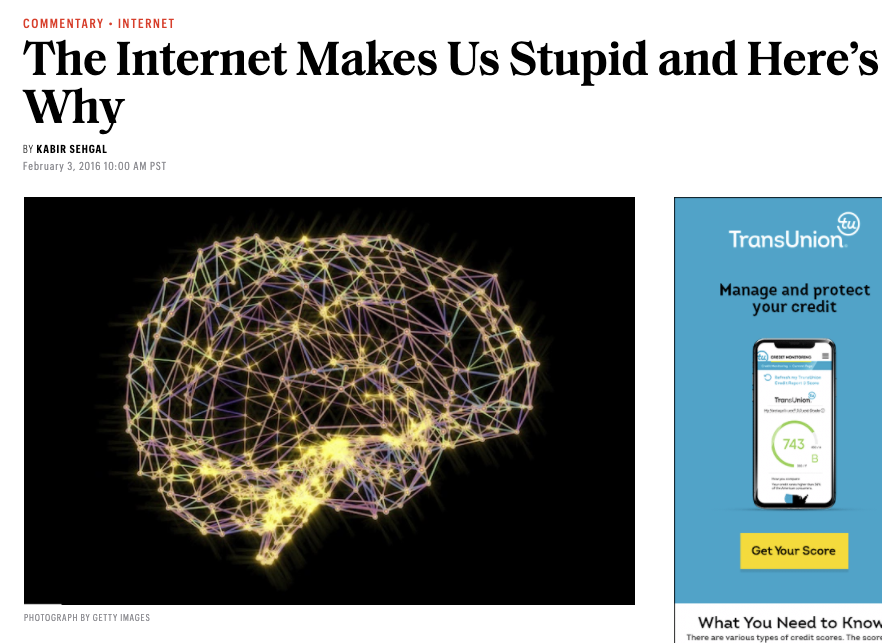 COMMENTARY • INTERNET
The Internet Makes Us Stupid and Here's
Why
BY KABIR SEHGAL
February 3, 2016 10:00 AM PST
tu
TransUnion
Manage and protect
your credit
tu
CREDIT MONITORING
TransUnion
743
B
Get Your Score
PHOTOGRAPH BY GETTY IMAGES
What You Need to Know
There are various types of credit scores. The score